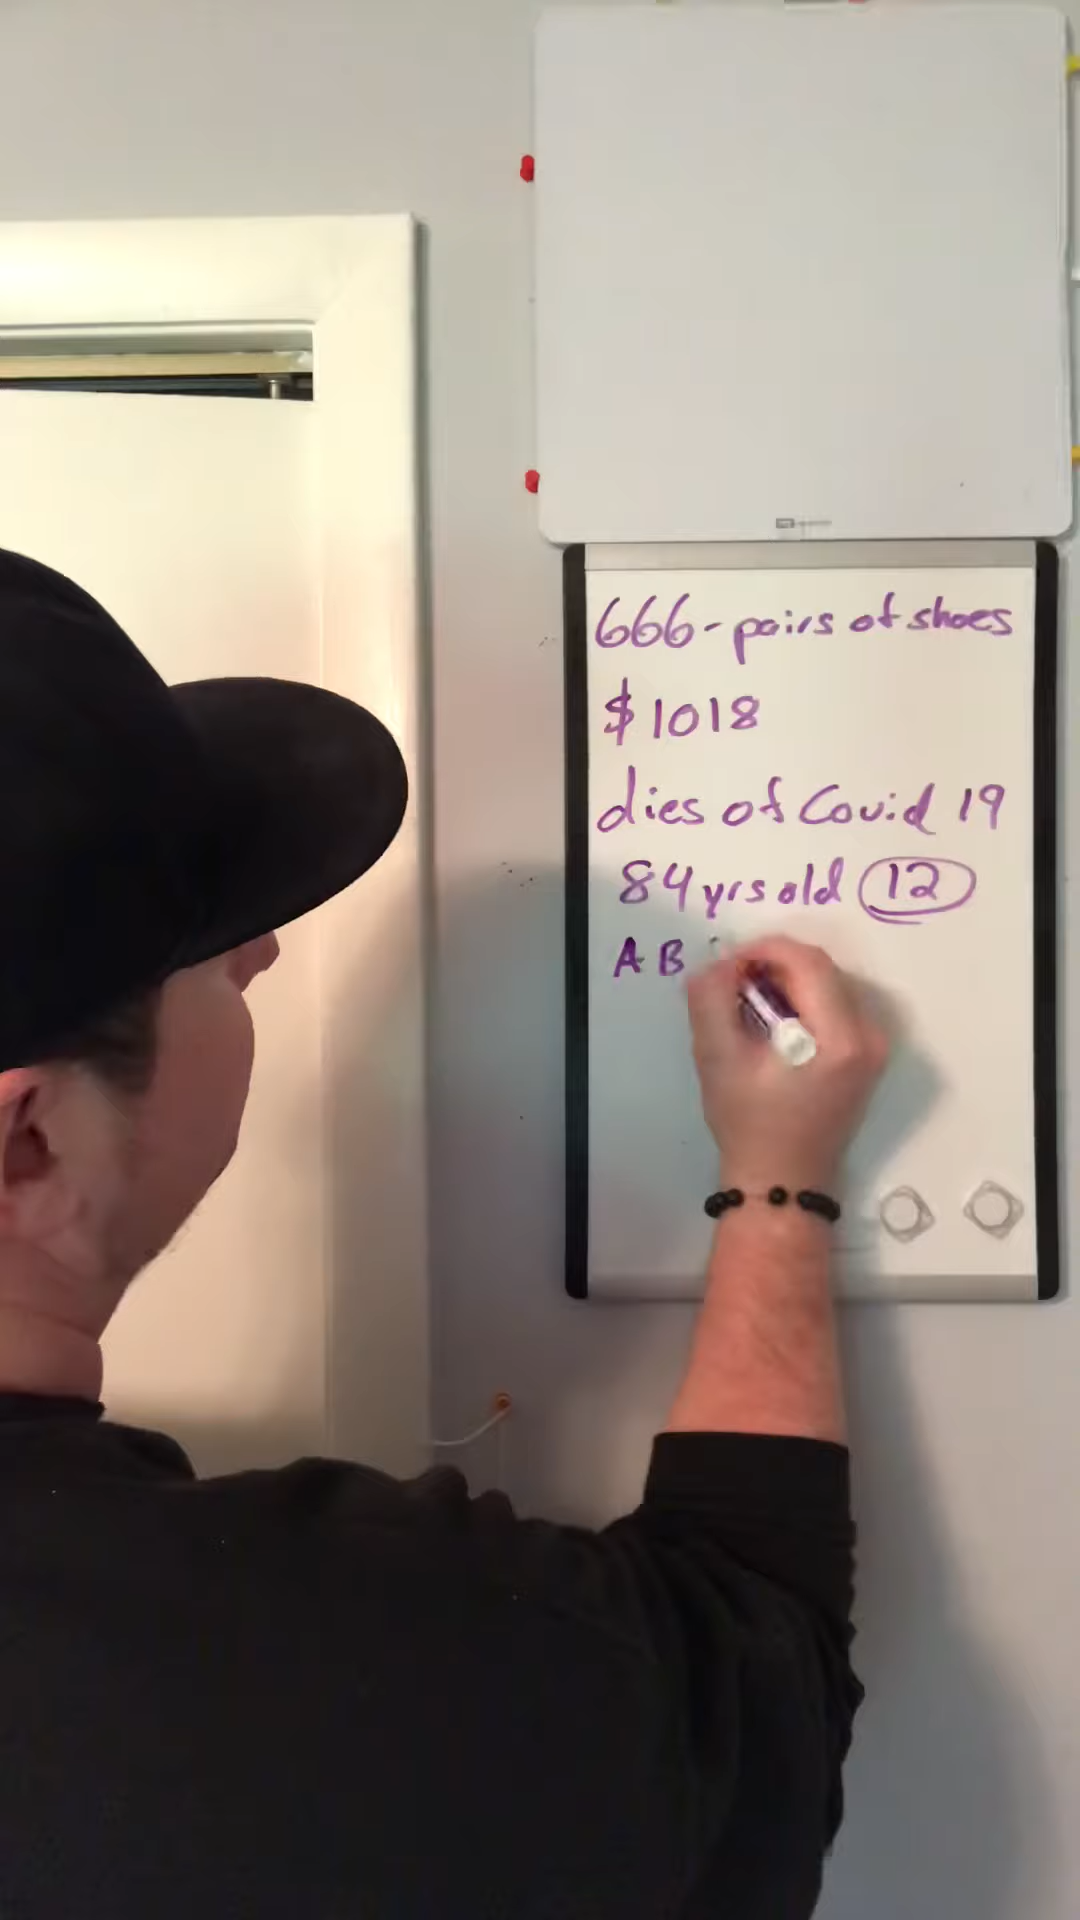 666-pairs of shoes
$1018
dies of Covid 19
84 yrs old 12
A B